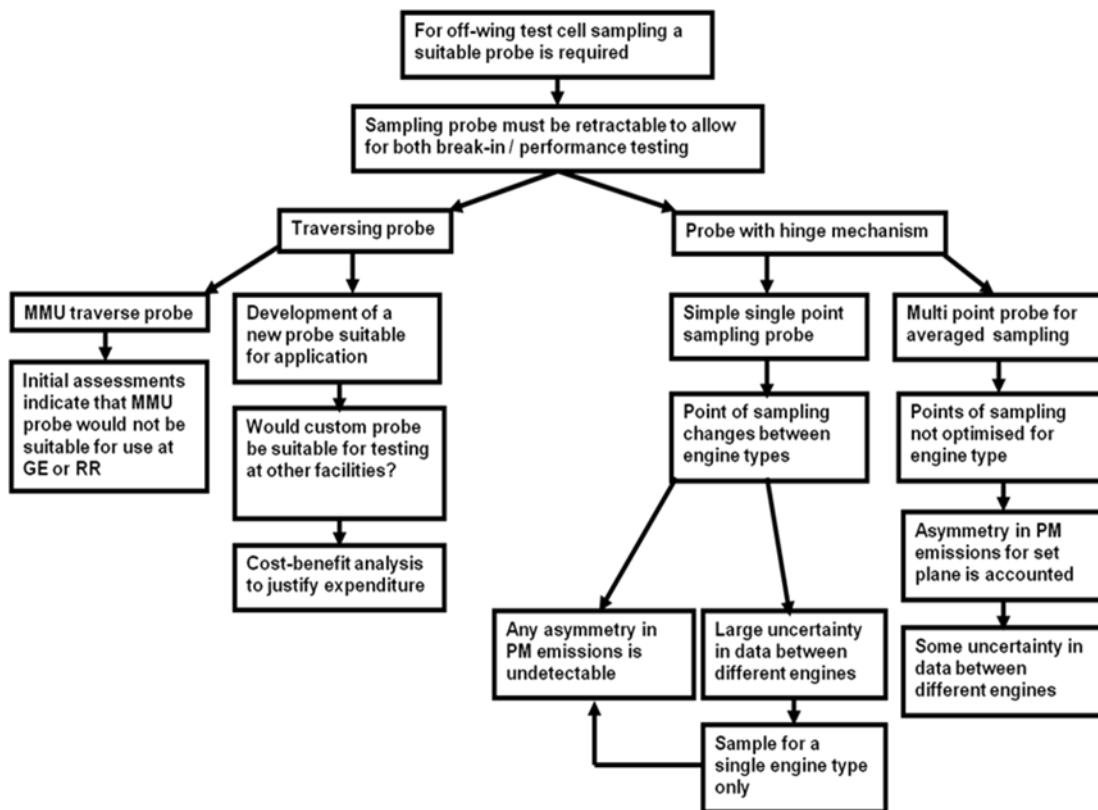 For off-wing test cell sampling a
suitable probe is required
Sampling probe must be retractable to allow
for both break-in / performance testing
Traversing probe
Probe with hinge mechanism
MMU traverse probe
Development of a
new probe suitable
for application
Simple single point
sampling probe
Multi point probe for
averaged sampling
Initial assessments
indicate that MMU
probe would not be
suitable for use at
GE or RR
Would custom probe
be suitable for testing
at other facilities?
Point of sampling
changes between
engine types
Points of sampling
not optimised for
engine type
Cost-benefit analysis
to justify expenditure
Asymmetry in PM
emissions for set
plane is accounted
Any asymmetry in
PM emissions is
undetectable
Large uncertainty
in data between
different engines
Some uncertainty in
data between
different engines
Sample for a
single engine type
only